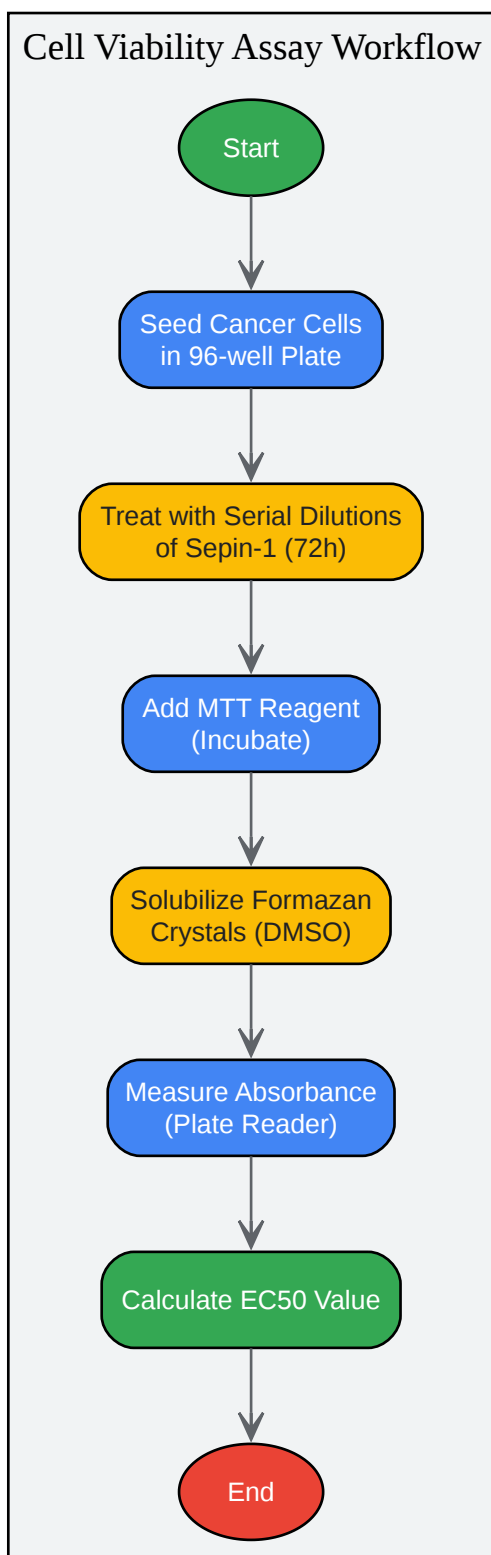 Cell Viability Assay Workflow
Start
Seed Cancer Cells
in 96-well Plate
Treat with Serial Dilutions
of Sepin-1 (72h)
Add MTT Reagent
(Incubate)
Solubilize Formazan
Crystals (DMSO)
Measure Absorbance
(Plate Reader)
Calculate EC50 Value
End